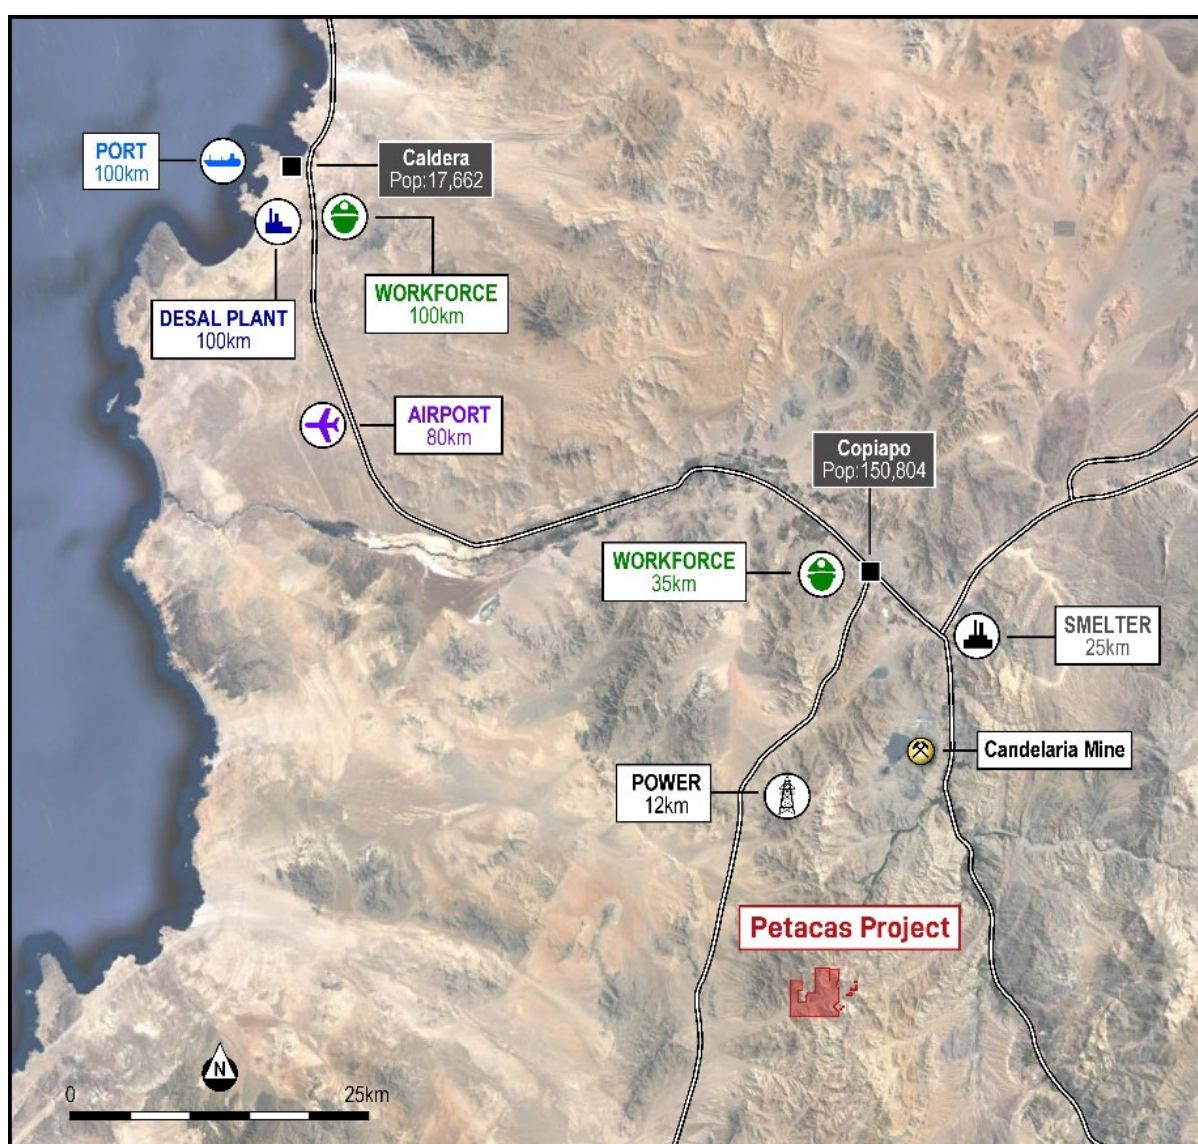 PORT
100km
Caldera
Pop:17,662
WORKFORCE
100km
DESAL PLANT
100km
AIRPORT
80km
Copiapo
Pop:150,804
WORKFORCE
35km
SMELTER
25km
Candelaria Mine
POWER
12km
Petacas Project
N
0
25km